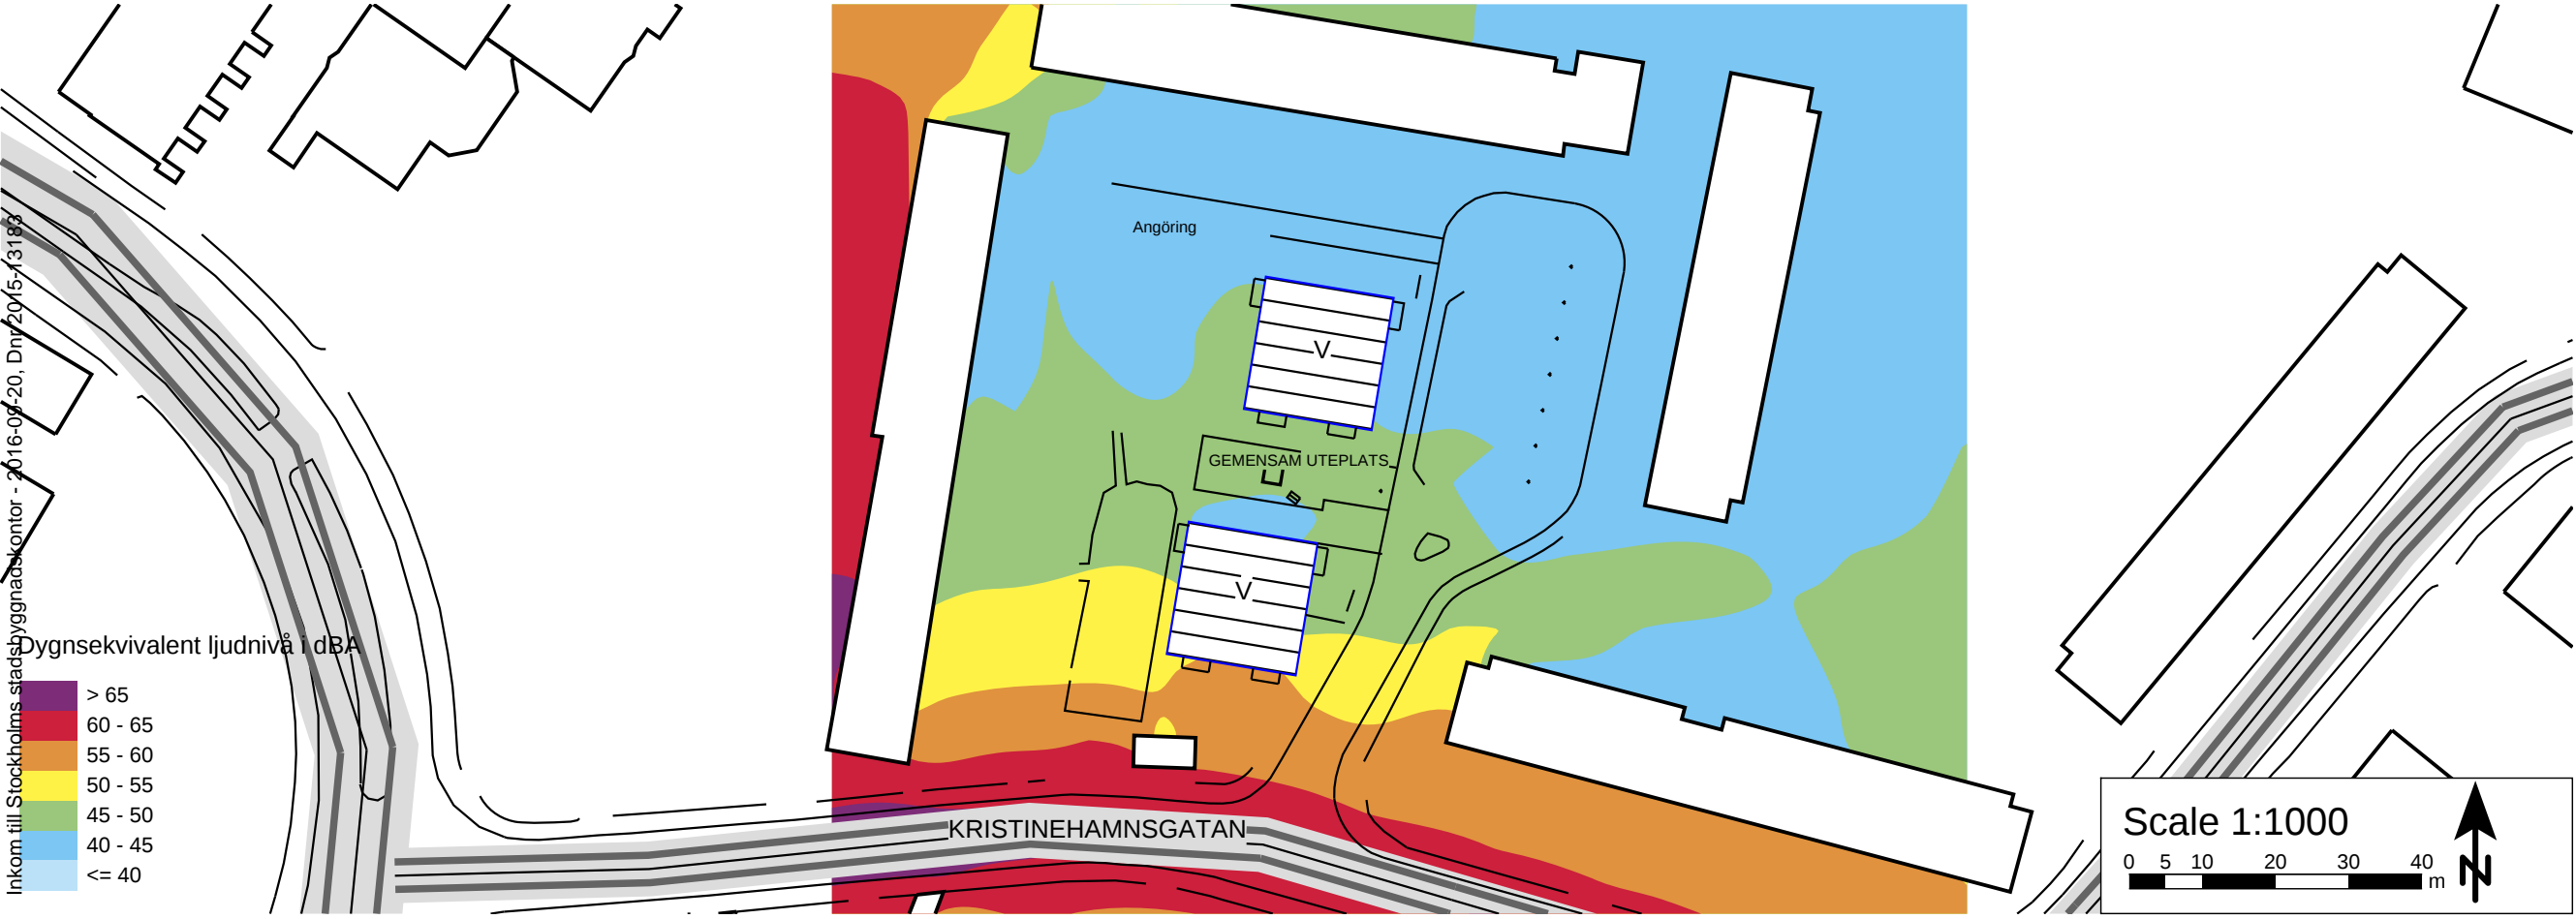 Inkom till Stockholms stadsbyggnadskontor - 2016-09-20, Dnr 2015-13183
Angöring
V
GEMENSAM UTEPLATS
V
Dygnsekvivalent ljudnivå i dBA
> 65
60 - 65
55 - 60
50 - 55
45 - 50
40 - 45
<= 40
KRISTINEHAMNSGATAN
Scale 1:1000
0 5 10 20 30 40
m
N